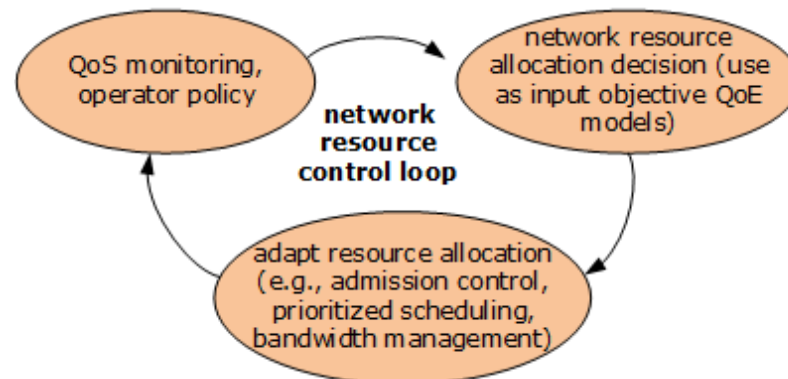 QoS monitoring,
operator policy
network resource
allocation decision (use
as input objective QoE
models)
network
resource
control loop
adapt resource allocation
(e.g., admission control,
prioritized scheduling,
bandwidth management)